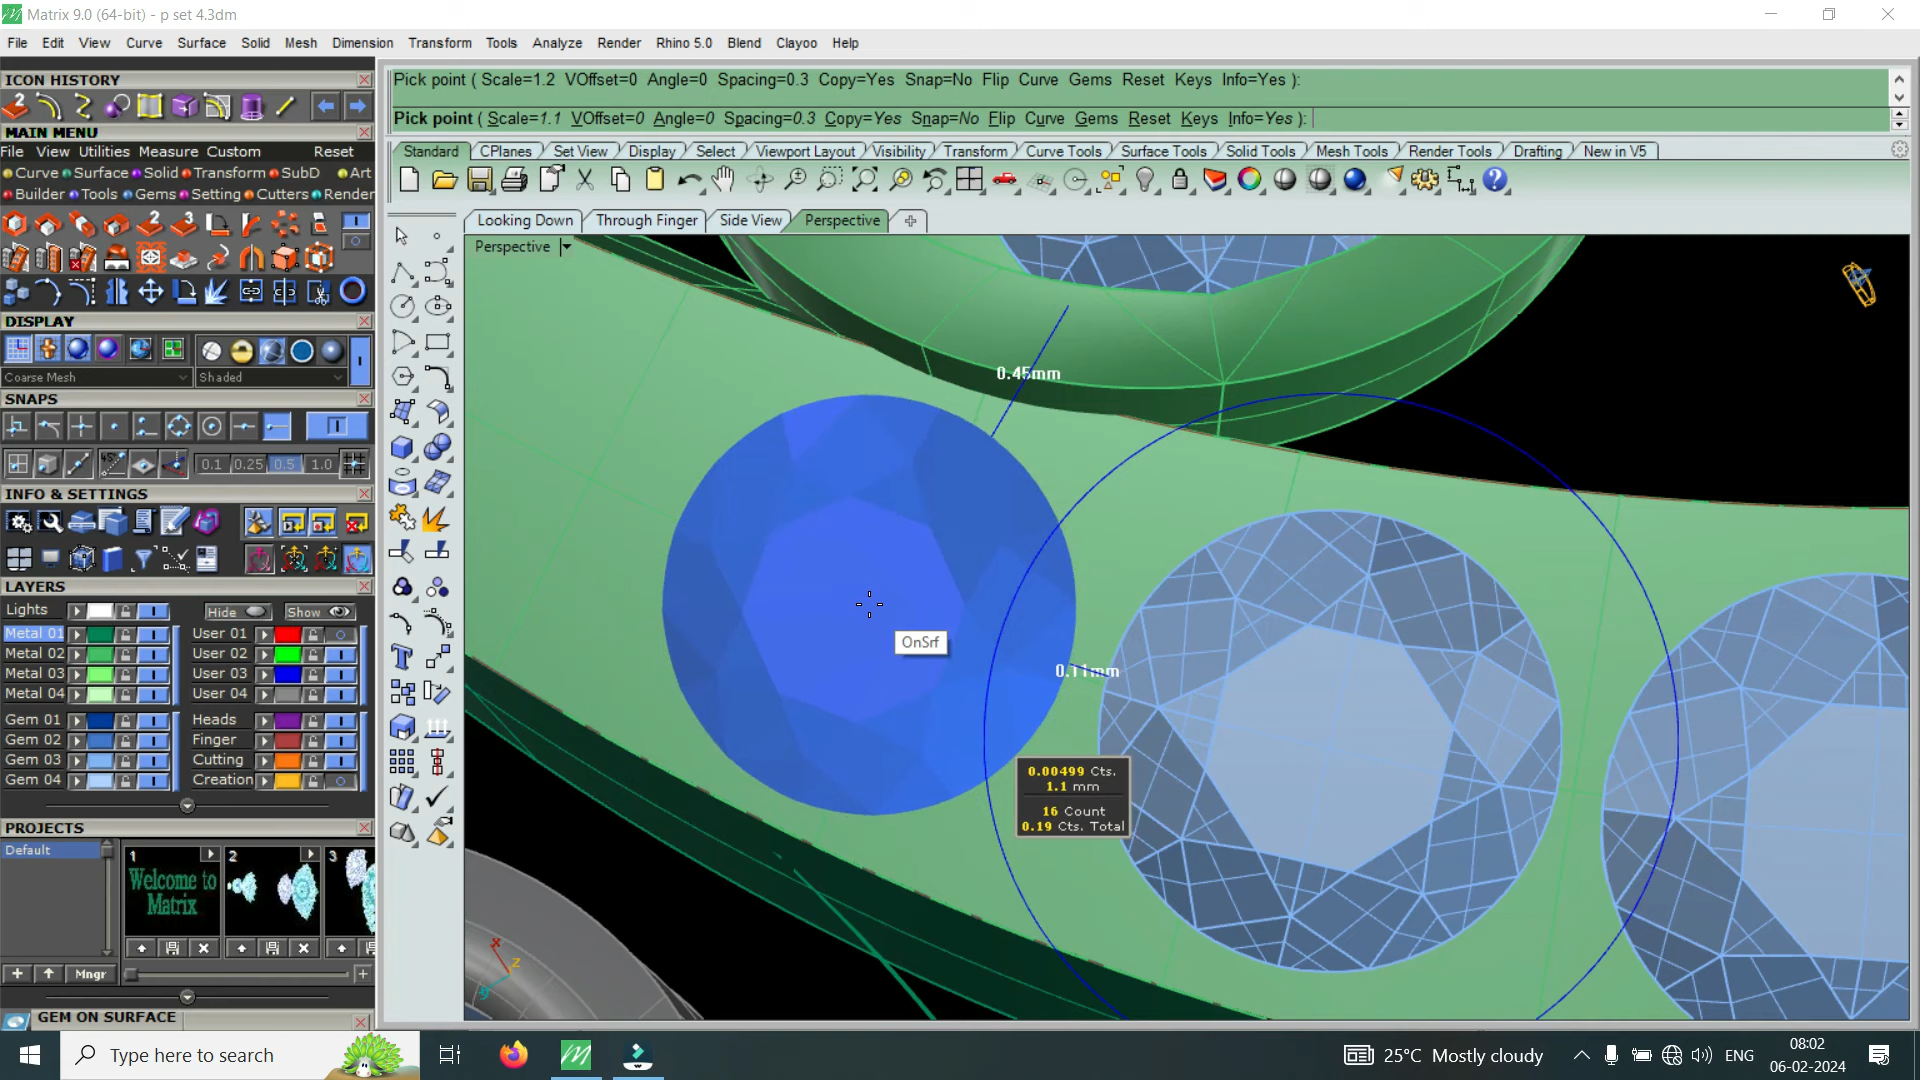 Matrix 9.0 (64-bit) - p set 4.3dm
File Edit View Curve Surface Solid Mesh Dimension Transform Tools Analyze Render Rhino 5.0 Blend Clayoo Help
ICON HISTORY
MAIN MENU
File View Utilities Measure Custom Reset
Curve Surface Solid Transform SubD Art
Builder Tools Gems Setting Cutters Render
DISPLAY
Coarse Mesh
Shaded
SNAPS
0.1 0.25 0.5 1.0
INFO & SETTINGS
LAYERS
Lights Hide Show
Metal 01 User 01
Metal 02 User 02
Metal 03 User 03
Metal 04 User 04
Gem 01 Heads
Gem 02 Finger
Gem 03 Cutting
Gem 04 Creation
PROJECTS
Default
1 2 3
Welcome to
Matrix
Mngr
GEM ON SURFACE
Pick point ( Scale=1.2 VOffset=0 Angle=0 Spacing=0.3 Copy=Yes Snap=No Flip Curve Gems Reset Keys Info=Yes ):
Pick point ( Scale=1.1 VOffset=0 Angle=0 Spacing=0.3 Copy=Yes Snap=No Flip Curve Gems Reset Keys Info=Yes ):
Standard CPlanes Set View Display Select Viewport Layout Visibility Transform Curve Tools Surface Tools Solid Tools Mesh Tools Render Tools Drafting New in V5
Looking Down Through Finger Side View Perspective
Perspective
0.45mm
OnSrf
0.11mm
0.00499 Cts.
1.1 mm
16 Count
0.19 Cts. Total
x
z
y
Type here to search
25°C Mostly cloudy
ENG
08:02
06-02-2024